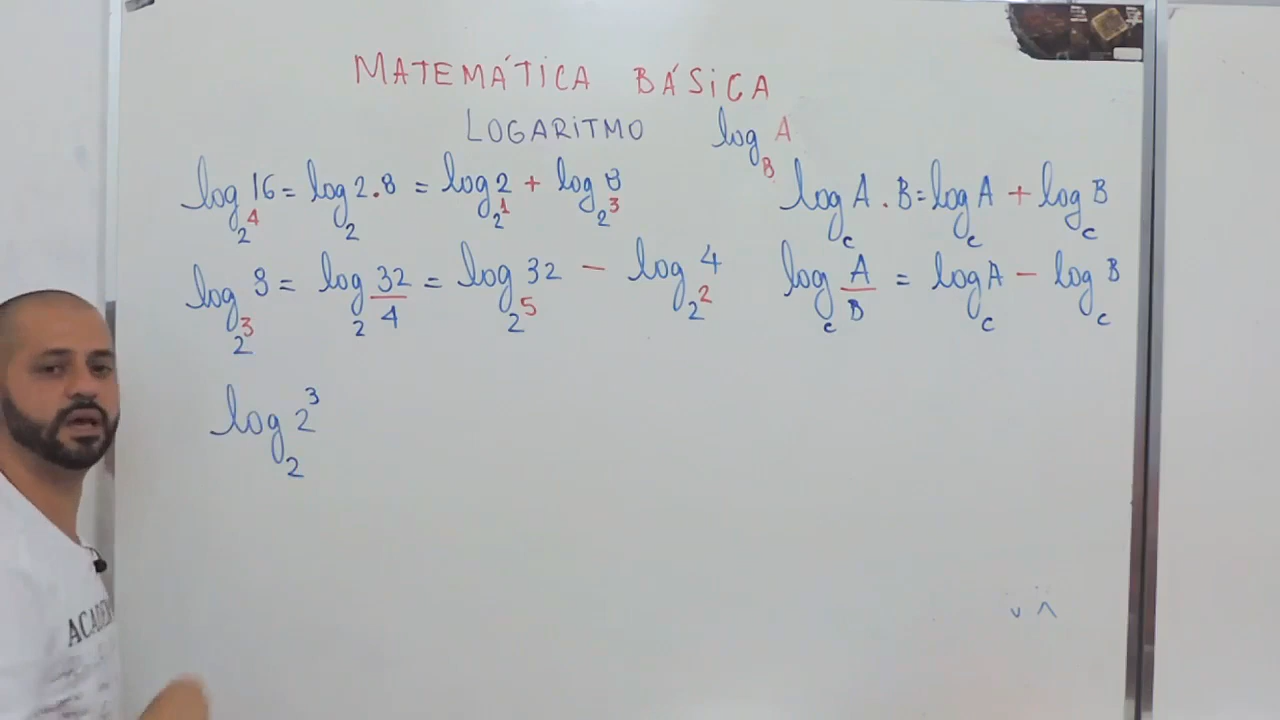 MATEMÁTICA BÁSICA
LOGARITMO log_B A
log_2^4 16 = log_2 2.8 = log_2^1 2 + log_2^3 8
log_c A . B = log_c A + log_c B
log_2^3 8 = log_2 32/4 = log_2^5 32 − log_2^2 4
log_c A/B = log_c A − log_c B
log_2 2^3